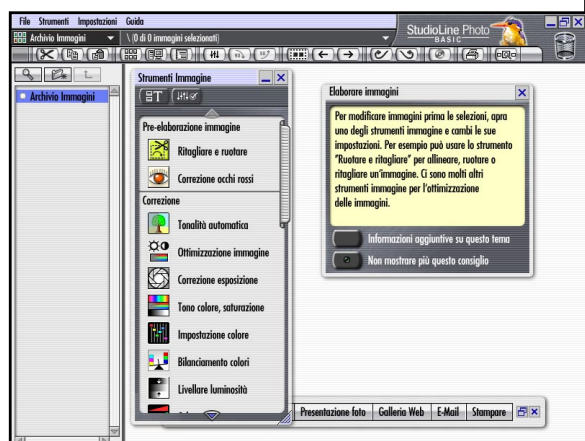 File Strumenti Impostazioni Guida
Archivio Immagini
\(0 di 0 immagini selezionati)
StudioLine Photo
BASIC
Archivio Immagini
Strumenti Immagine
Pre-elaborazione immagine
Ritagliare e ruotare
Correzione occhi rossi
Correzione
Tonalità automatica
Ottimizzazione immagine
Correzione esposizione
Tono colore, saturazione
Impostazione colore
Bilanciamento colori
Livellare luminosità
Elaborare immagini
Per modificare immagini prima le selezioni, apra
uno degli strumenti immagine e cambi le sue
impostazioni. Per esempio può usare lo strumento
"Ruotare e ritagliare" per allineare, ruotare o
ritagliare un'immagine. Ci sono molti altri
strumenti immagine per l'ottimizzazione
delle immagini.
Informazioni aggiuntive su questo tema
Non mostrare più questo consiglio
Presentazione foto Galleria Web E-Mail Stampare